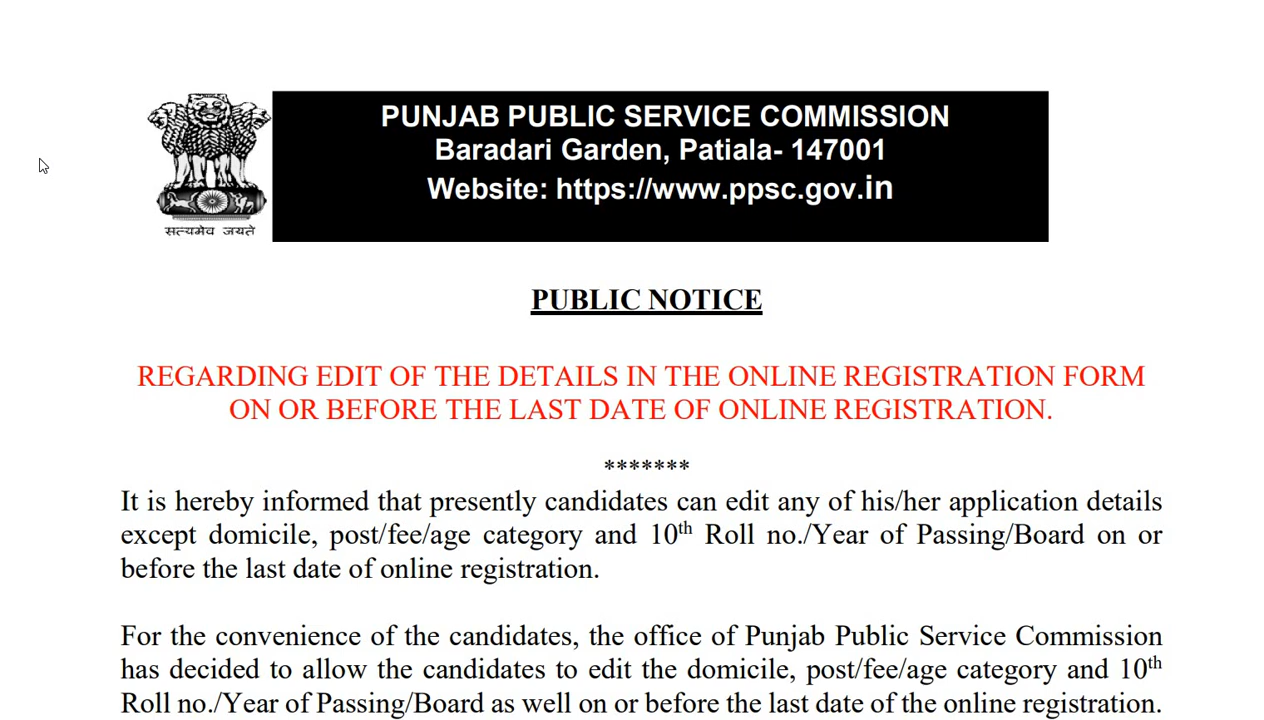 PUNJAB PUBLIC SERVICE COMMISSION
Baradari Garden, Patiala- 147001
Website: https://www.ppsc.gov.in
सत्यमेव जयते
PUBLIC NOTICE
REGARDING EDIT OF THE DETAILS IN THE ONLINE REGISTRATION FORM
ON OR BEFORE THE LAST DATE OF ONLINE REGISTRATION.
*******
It is hereby informed that presently candidates can edit any of his/her application details
except domicile, post/fee/age category and 10th Roll no./Year of Passing/Board on or
before the last date of online registration.
For the convenience of the candidates, the office of Punjab Public Service Commission
has decided to allow the candidates to edit the domicile, post/fee/age category and 10th
Roll no./Year of Passing/Board as well on or before the last date of the online registration.